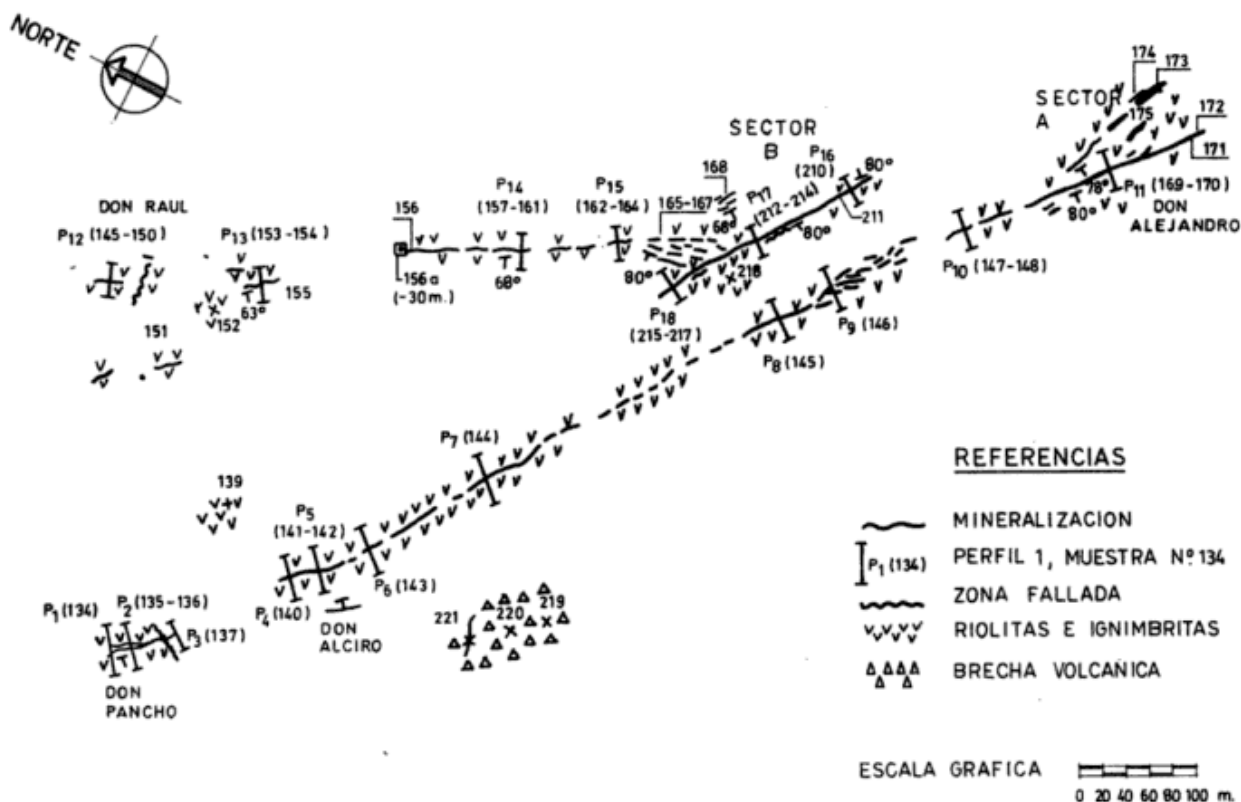 NORTE
174
173
SECTOR
A
175
172
171
SECTOR
B
P16
(210)
80°
168
P17
(212-214)
68°
78°
P11 (169-170)
DON
ALEJANDRO
80°
P14
(157-161)
P15
(162-164)
165-167
211
80°
156
DON RAUL
P12 (145-150)
P13 (153-154)
156a
(-30m.)
68°
80°
218
P10 (147-148)
155
63°
152
P18
(215-217)
P9 (146)
151
P8 (145)
P7 (144)
139
P5
(141-142)
P6 (143)
P4 (140)
DON
ALCIRO
221
220
219
P1 (134)
P2 (135-136)
P3 (137)
DON
PANCHO
REFERENCIAS
MINERALIZACION
P1 (134)
PERFIL 1, MUESTRA Nº 134
ZONA FALLADA
RIOLITAS E IGNIMBRITAS
BRECHA VOLCAÑICA
ESCALA GRAFICA
0 20 40 60 80 100 m.